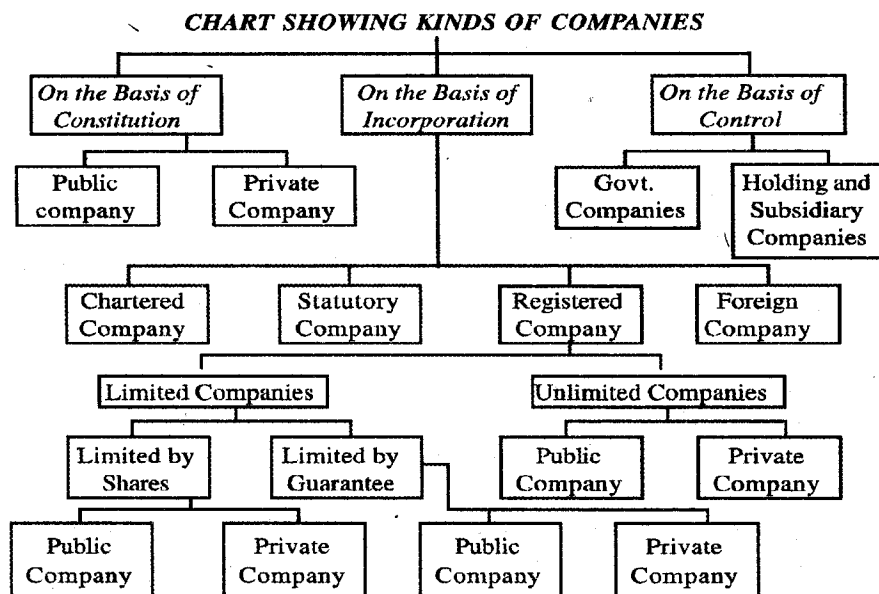 CHART SHOWING KINDS OF COMPANIES
On the Basis of
Constitution
On the Basis of
Incorporation
On the Basis of
Control
Public
company
Private
Company
Govt.
Companies
Holding and
Subsidiary
Companies
Chartered
Company
Statutory
Company
Registered
Company
Foreign
Company
Limited Companies
Unlimited Companies
Limited by
Shares
Limited by
Guarantee
Public
Company
Private
Company
Public
Company
Private
Company
Public
Company
Private
Company